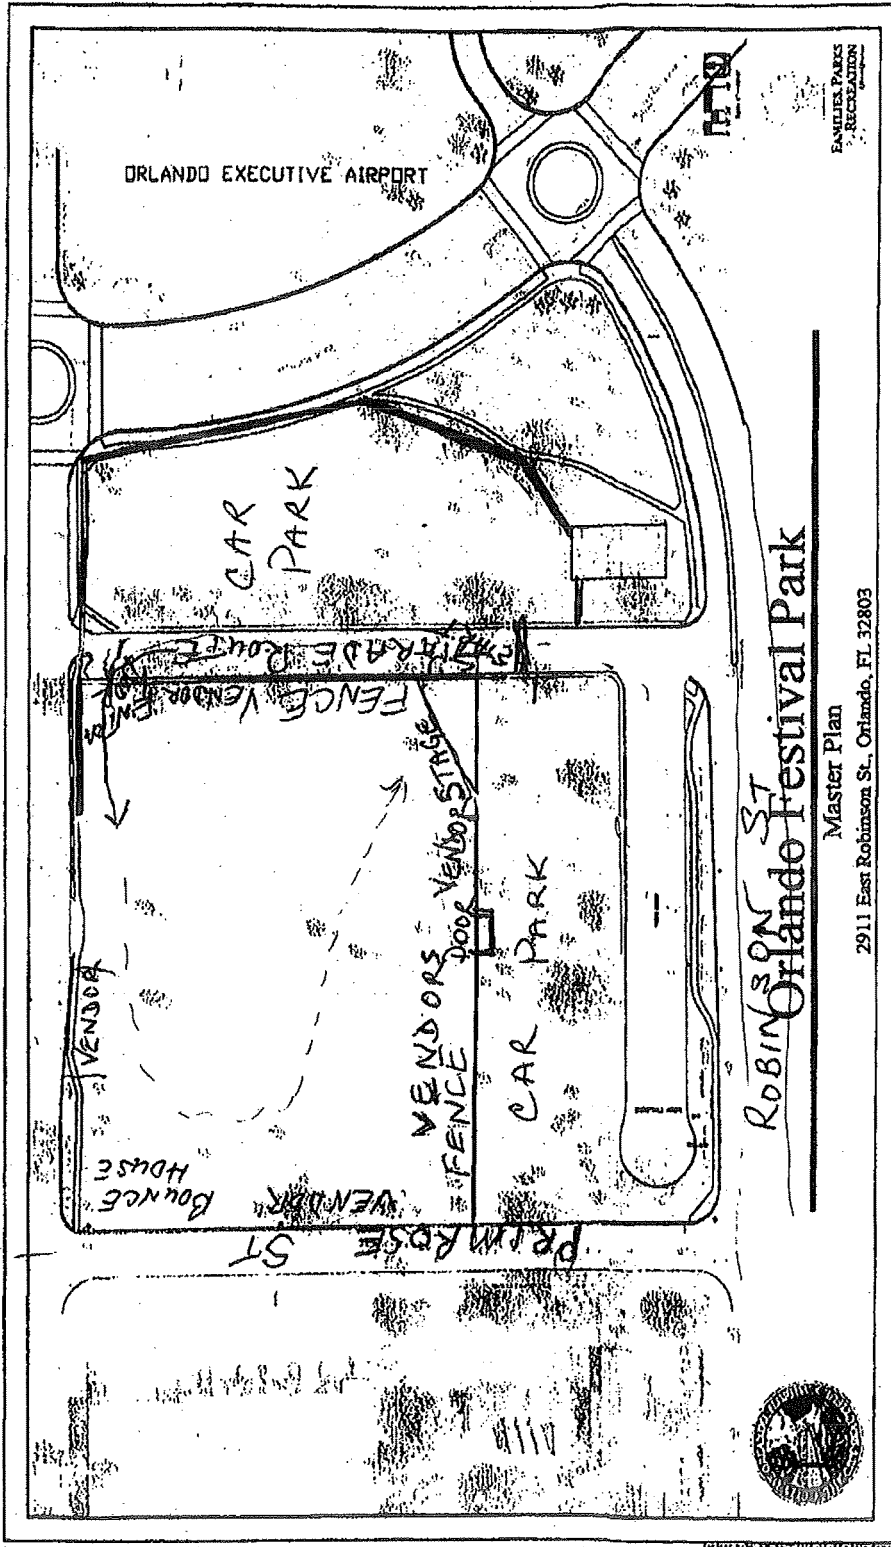 ORLANDO EXECUTIVE AIRPORT
FAMILIES, PARKS
RECREATION
CAR
PARK
PARADE ROUTE
FENCE VENDOR
STAGE
VENDOR
DOOR
VENDORS
FENCE
CAR PARK
VENDOR
BOUNCE
HOUSE
VENDOR
PRIMROSE ST
ROBINSON ST
Orlando Festival Park
Master Plan
2911 East Robinson St., Orlando, FL 32803